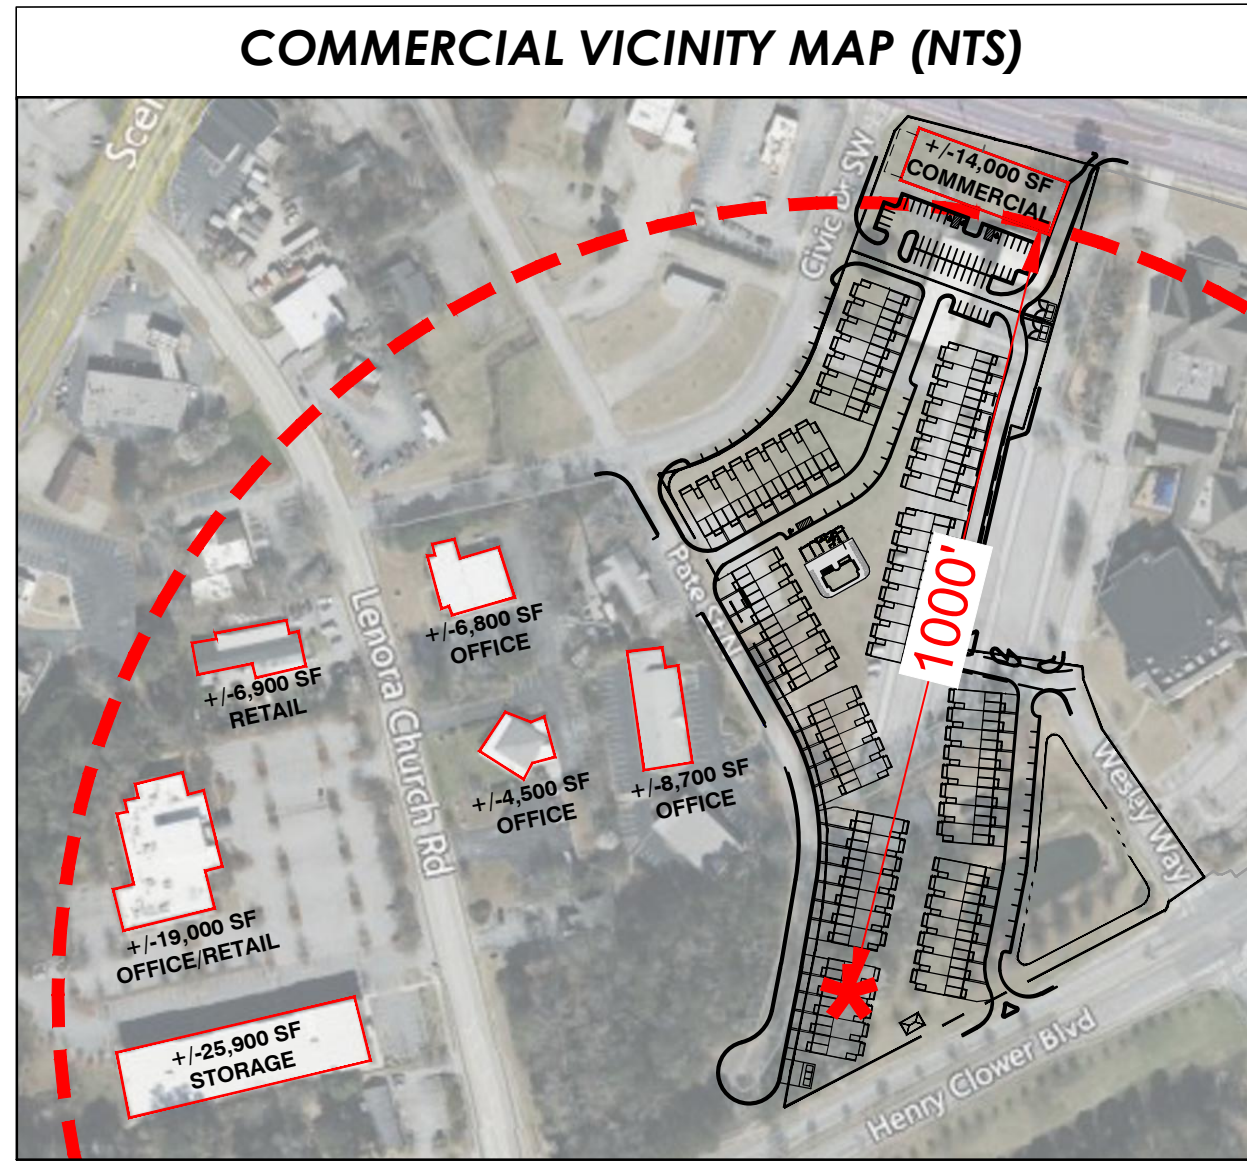 COMMERCIAL VICINITY MAP (NTS)
+/-14,000 SF
COMMERCIAL
Civic Dr SW
1000'
+/-6,800 SF
OFFICE
Lenora Church Rd
+/-6,900 SF
RETAIL
+/-4,500 SF
OFFICE
+/-8,700 SF
OFFICE
Wesley Way
+/-19,000 SF
OFFICE/RETAIL
+/-25,900 SF
STORAGE
Henry Clower Blvd